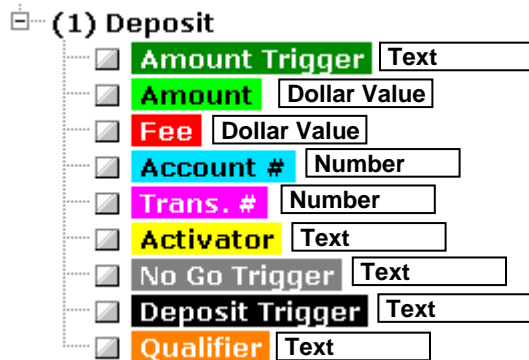 (1) Deposit
Amount Trigger Text
Amount Dollar Value
Fee Dollar Value
Account # Number
Trans. # Number
Activator Text
No Go Trigger Text
Deposit Trigger Text
Qualifier Text